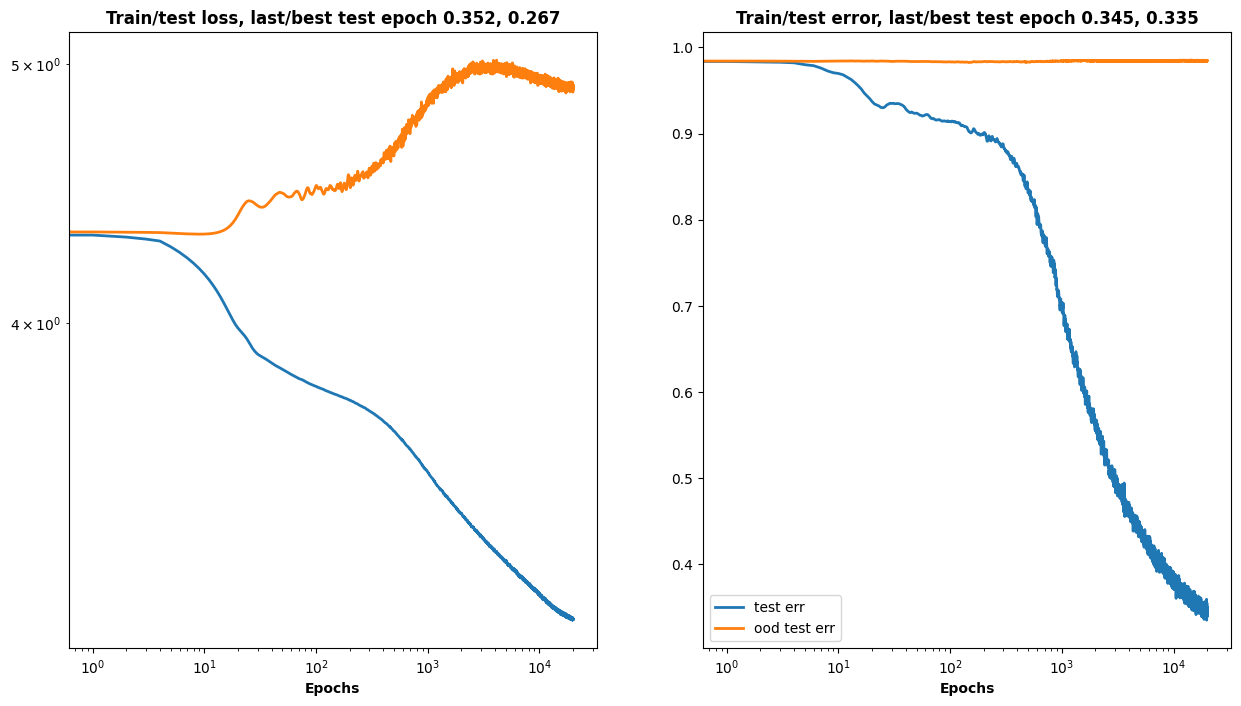 Train/test loss, last/best test epoch 0.352, 0.267
5 × 10⁰
4 × 10⁰
10⁰ 10¹ 10² 10³ 10⁴
Epochs
Train/test error, last/best test epoch 0.345, 0.335
1.0
0.9
0.8
0.7
0.6
0.5
0.4
test err
ood test err
10⁰ 10¹ 10² 10³ 10⁴
Epochs